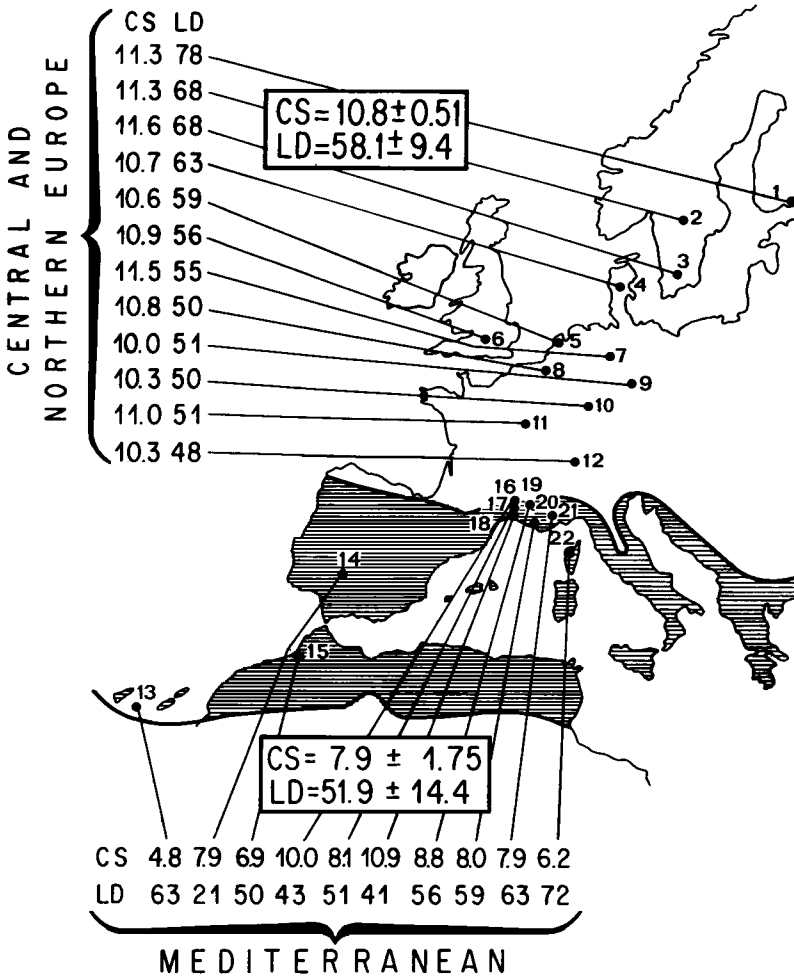 CENTRAL AND
NORTHERN EUROPE
CS LD
11.3 78
11.3 68
11.6 68
10.7 63
10.6 59
10.9 56
11.5 55
10.8 50
10.0 51
10.3 50
11.0 51
10.3 48
CS=10.8±0.51
LD=58.1±9.4
1
2
3
4
5
6
7
8
9
10
11
12
16 19
17 20 21
18
22
14
15
13
CS= 7.9 ± 1.75
LD=51.9 ± 14.4
CS 4.8 7.9 6.9 10.0 8.1 10.9 8.8 8.0 7.9 6.2
LD 63 21 50 43 51 41 56 59 63 72
MEDITERRANEAN